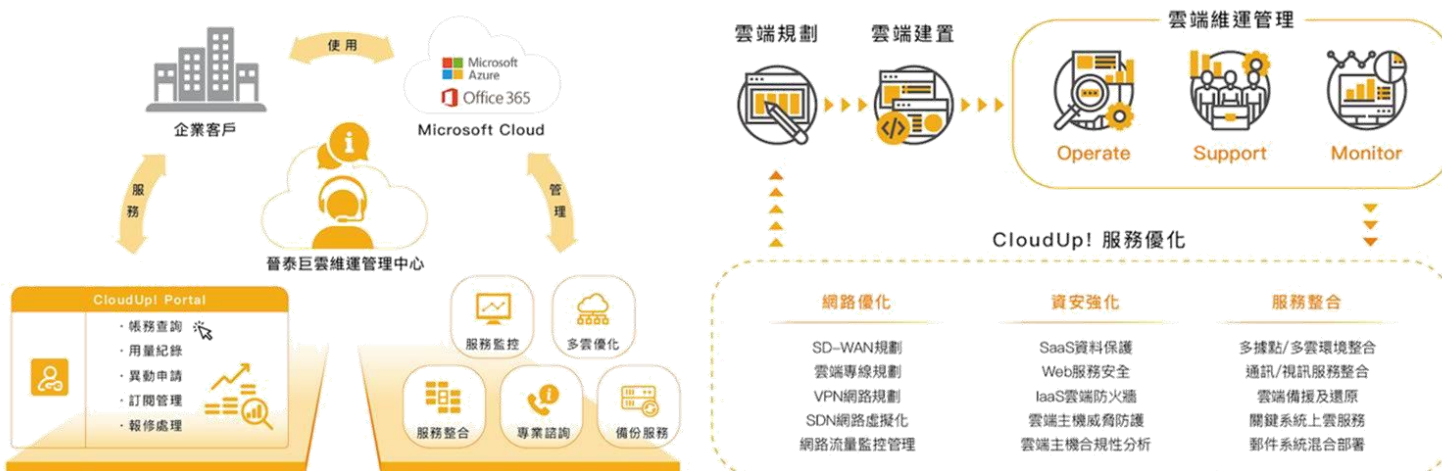 使用
Microsoft
Azure
Office 365
企業客戶
Microsoft Cloud
服務
管理
晉泰巨雲維運管理中心
CloudUp! Portal
・帳務查詢
・用量紀錄
・異動申請
・訂閱管理
・報修處理
服務監控
多雲優化
服務整合
專業諮詢
備份服務
雲端規劃
雲端建置
雲端維運管理
Operate
Support
Monitor
CloudUp! 服務優化
網路優化
SD-WAN規劃
雲端專線規劃
VPN網路規劃
SDN網路虛擬化
網路流量監控管理
資安強化
SaaS資料保護
Web服務安全
IaaS雲端防火牆
雲端主機威脅防護
雲端主機合規性分析
服務整合
多據點/多雲環境整合
通訊/視訊服務整合
雲端備援及還原
關鍵系統上雲服務
郵件系統混合部署